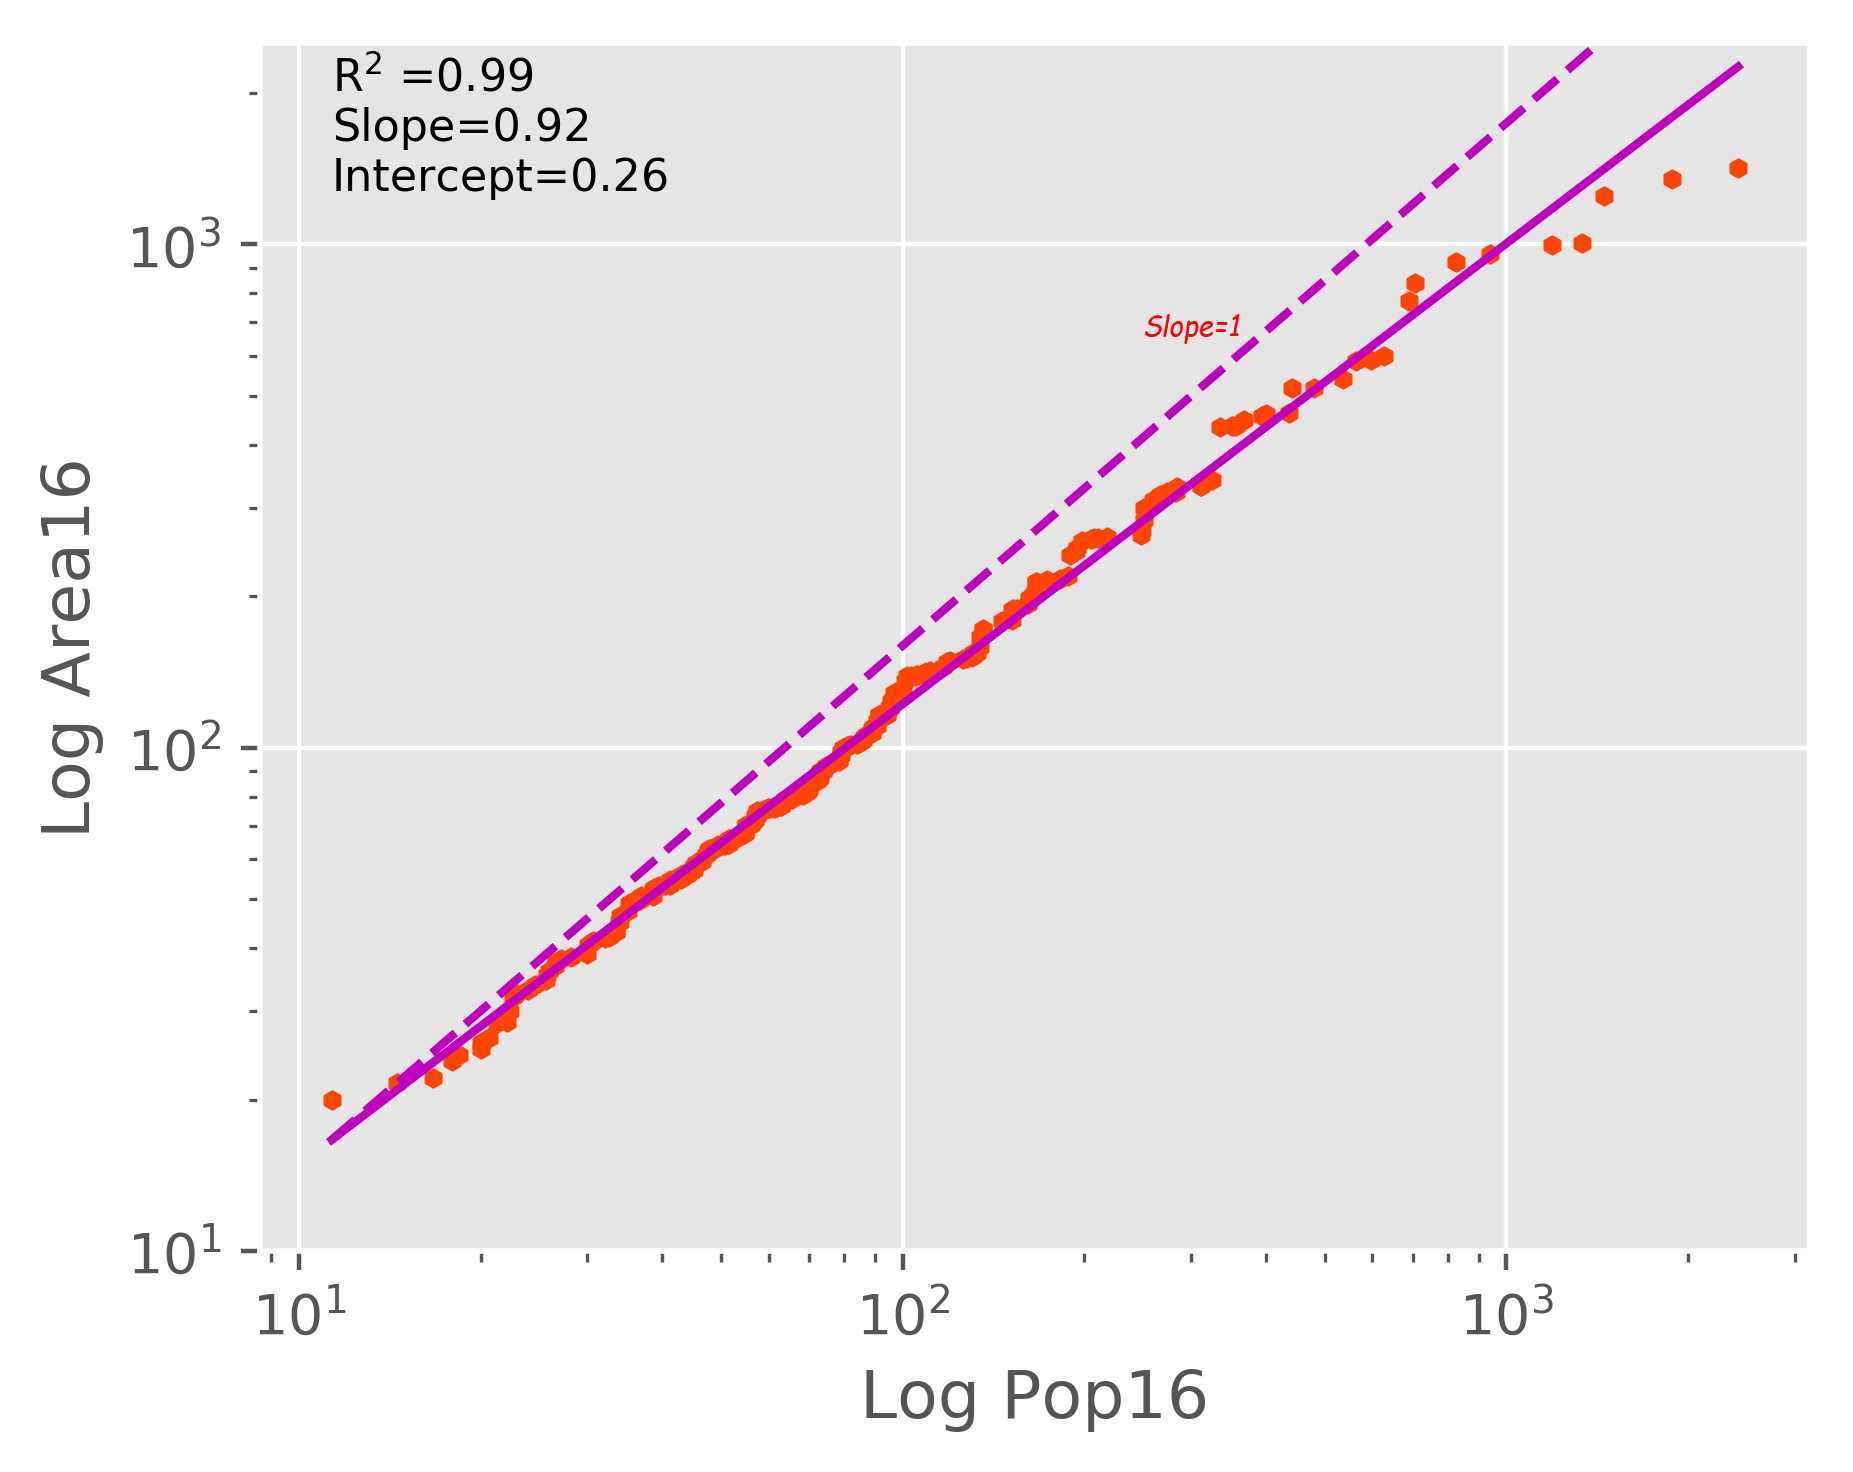 R² =0.99
Slope=0.92
Intercept=0.26
Slope=1
10³
10²
10¹
Log Area16
10¹
10²
10³
Log Pop16